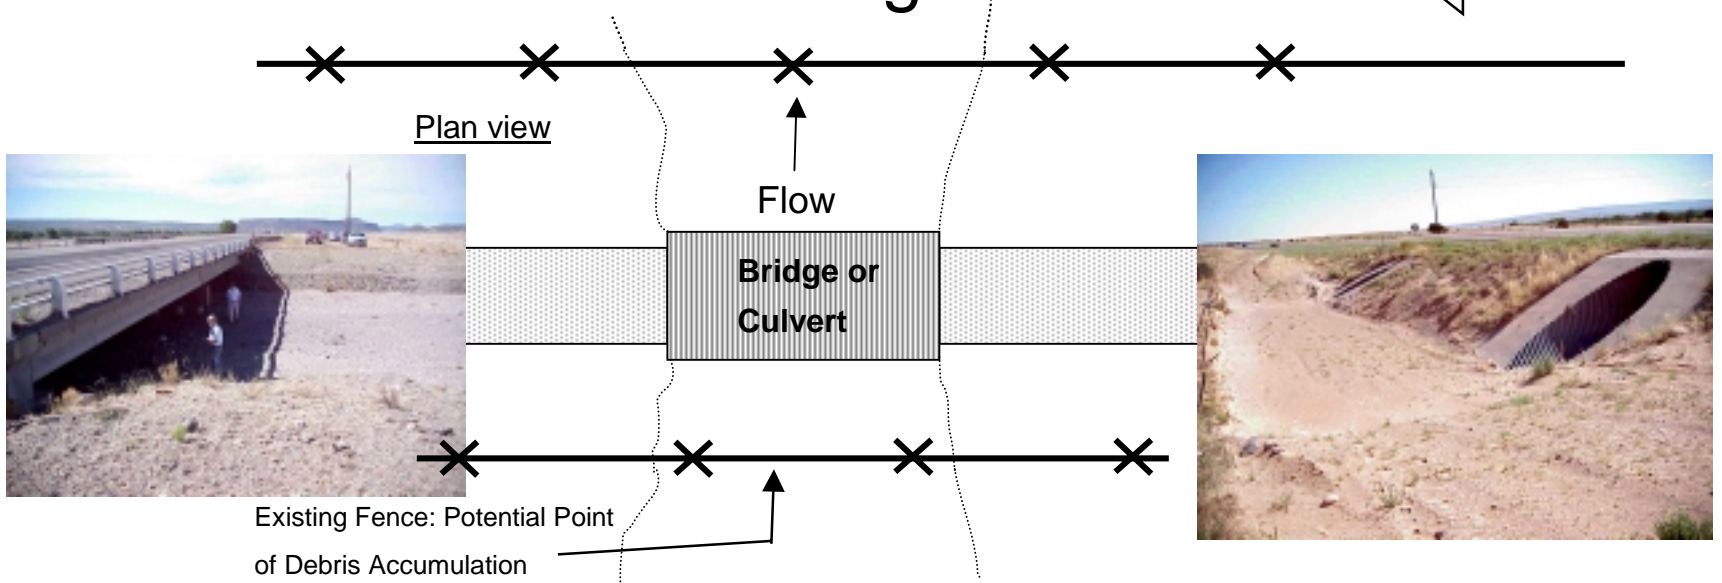 Plan view
Flow
Bridge or
Culvert
Existing Fence: Potential Point
of Debris Accumulation